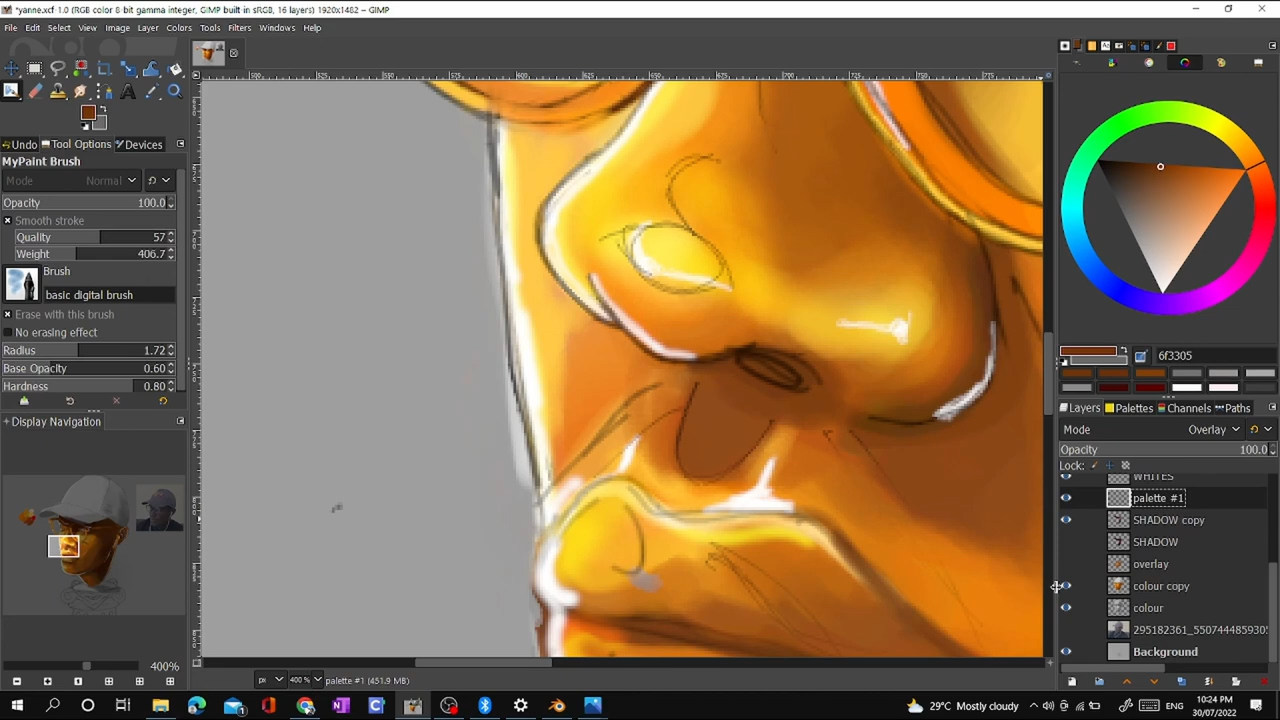 *yanne.xcf-1.0 (RGB color 8-bit gamma integer, GIMP built in sRGB, 16 layers) 1920x1482 – GIMP
File Edit Select View Image Layer Colors Tools Filters Windows Help
Undo Tool Options Devices
MyPaint Brush
Mode Normal
Opacity 100.0
Smooth stroke
Quality 57
Weight 406.7
Brush
basic digital brush
Erase with this brush
No erasing effect
Radius 1.72
Base Opacity 0.60
Hardness 0.80
Display Navigation
400%
px 400 % palette #1 (451.9 MB)
6f3305
Layers Palettes Channels Paths
Mode Overlay
Opacity 100.0
Lock:
WHITES
palette #1
SHADOW copy
SHADOW
overlay
colour copy
colour
295182361_550744485930
Background
29°C Mostly cloudy
ENG
10:24 PM
30/07/2022